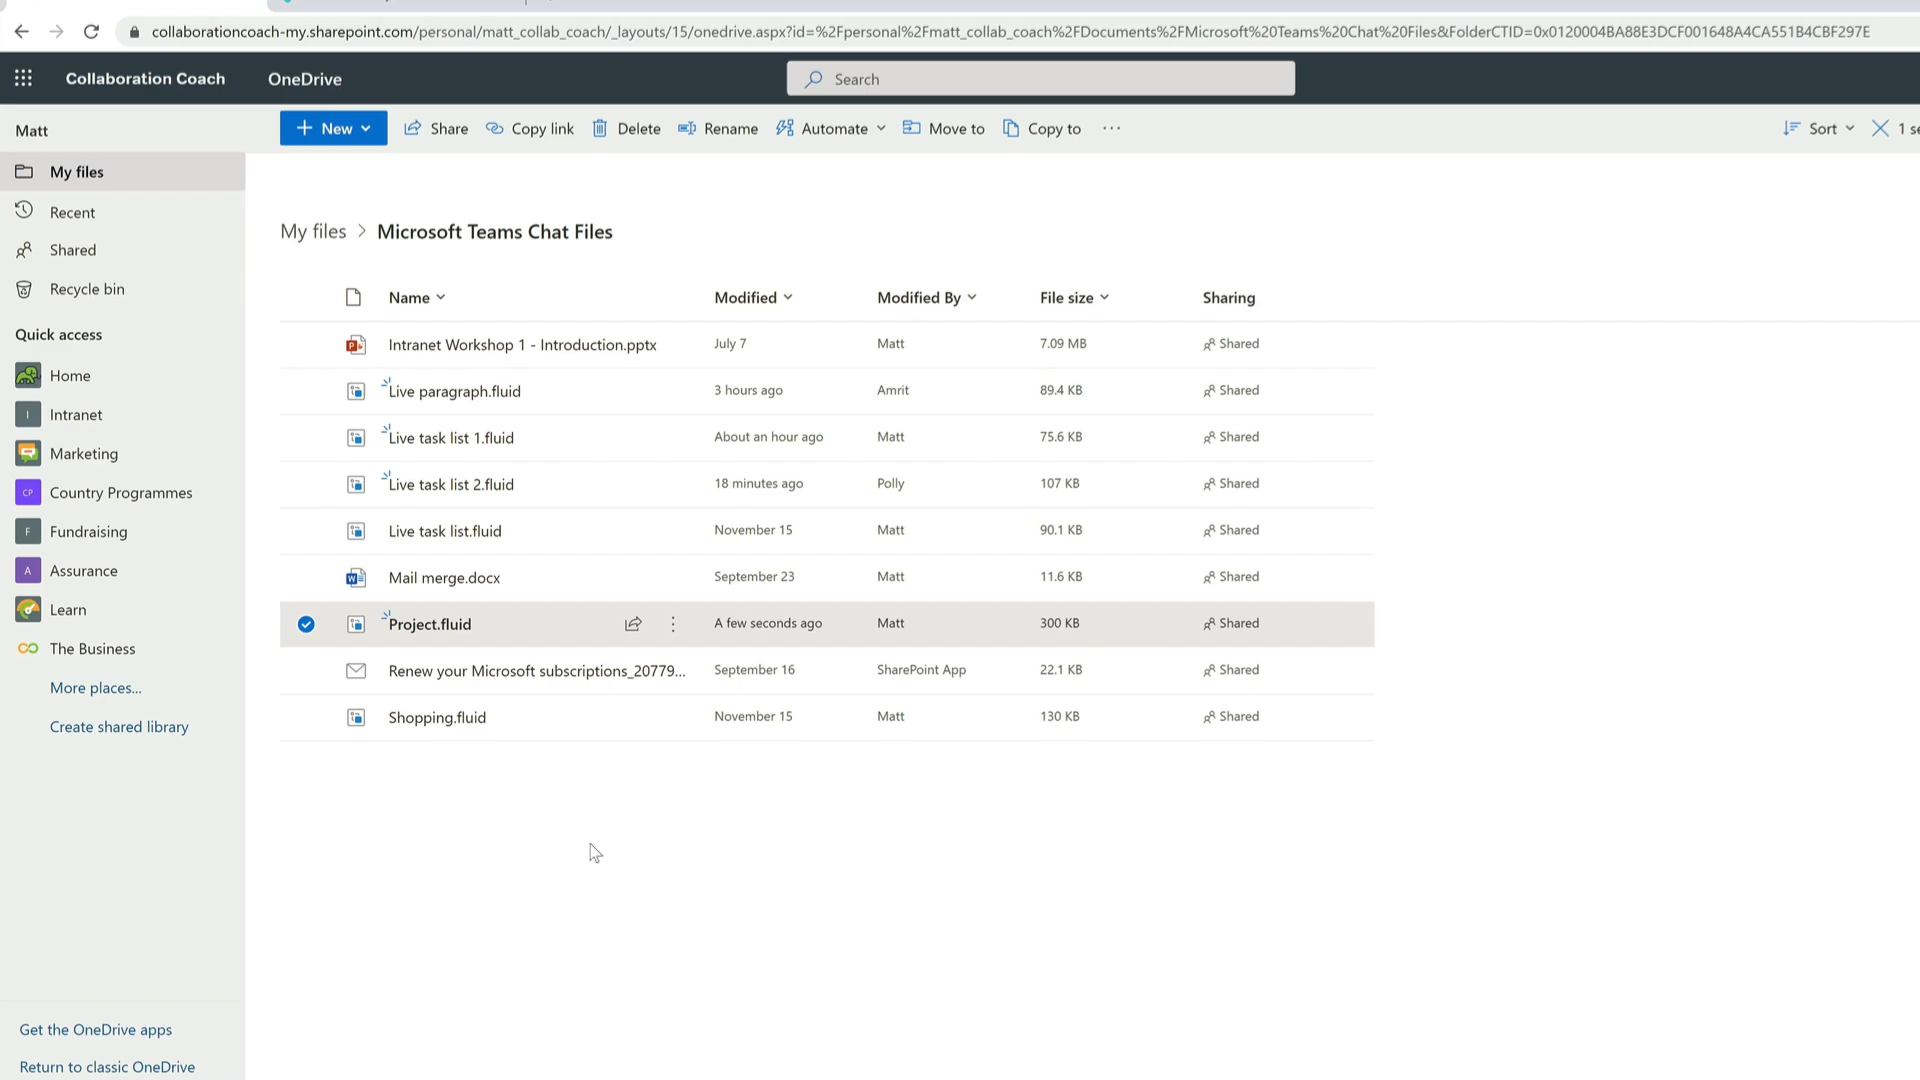 collaborationcoach-my.sharepoint.com/personal/matt_collab_coach/_layouts/15/onedrive.aspx?id=%2Fpersonal%2Fmatt_collab_coach%2FDocuments%2FMicrosoft%20Teams%20Chat%20Files&FolderCTID=0x0120004BA88E3DCF001648A4CA551B4CBF297E
Collaboration Coach OneDrive Search
Matt
New Share Copy link Delete Rename Automate Move to Copy to ... Sort 1 se
My files
Recent
Shared
Recycle bin
Quick access
Home
I Intranet
Marketing
CP Country Programmes
F Fundraising
A Assurance
Learn
The Business
More places...
Create shared library
Get the OneDrive apps
Return to classic OneDrive
My files > Microsoft Teams Chat Files
Name Modified Modified By File size Sharing
Intranet Workshop 1 - Introduction.pptx July 7 Matt 7.09 MB Shared
Live paragraph.fluid 3 hours ago Amrit 89.4 KB Shared
Live task list 1.fluid About an hour ago Matt 75.6 KB Shared
Live task list 2.fluid 18 minutes ago Polly 107 KB Shared
Live task list.fluid November 15 Matt 90.1 KB Shared
Mail merge.docx September 23 Matt 11.6 KB Shared
Project.fluid A few seconds ago Matt 300 KB Shared
Renew your Microsoft subscriptions_20779... September 16 SharePoint App 22.1 KB Shared
Shopping.fluid November 15 Matt 130 KB Shared